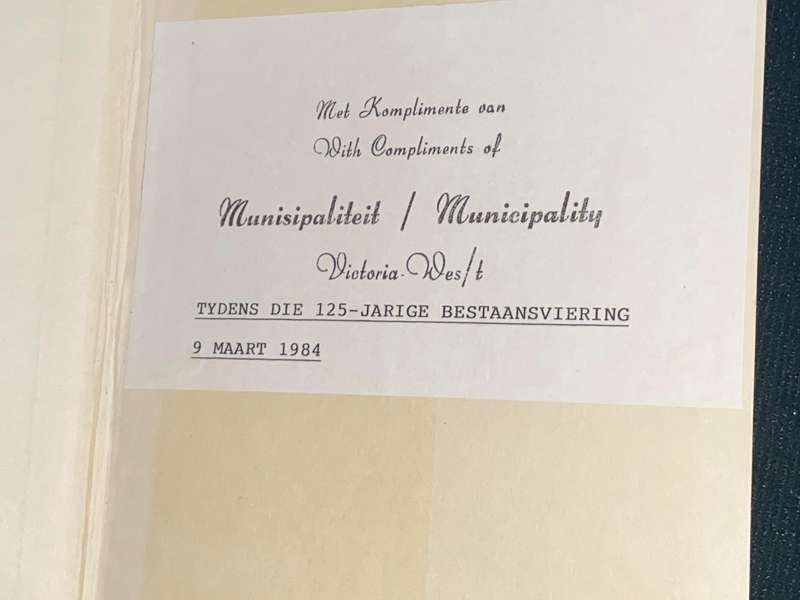 Met Komplimente van
With Compliments of
Munisipaliteit / Municipality
Victoria-Wes/t
TYDENS DIE 125-JARIGE BESTAANSVIERING
9 MAART 1984